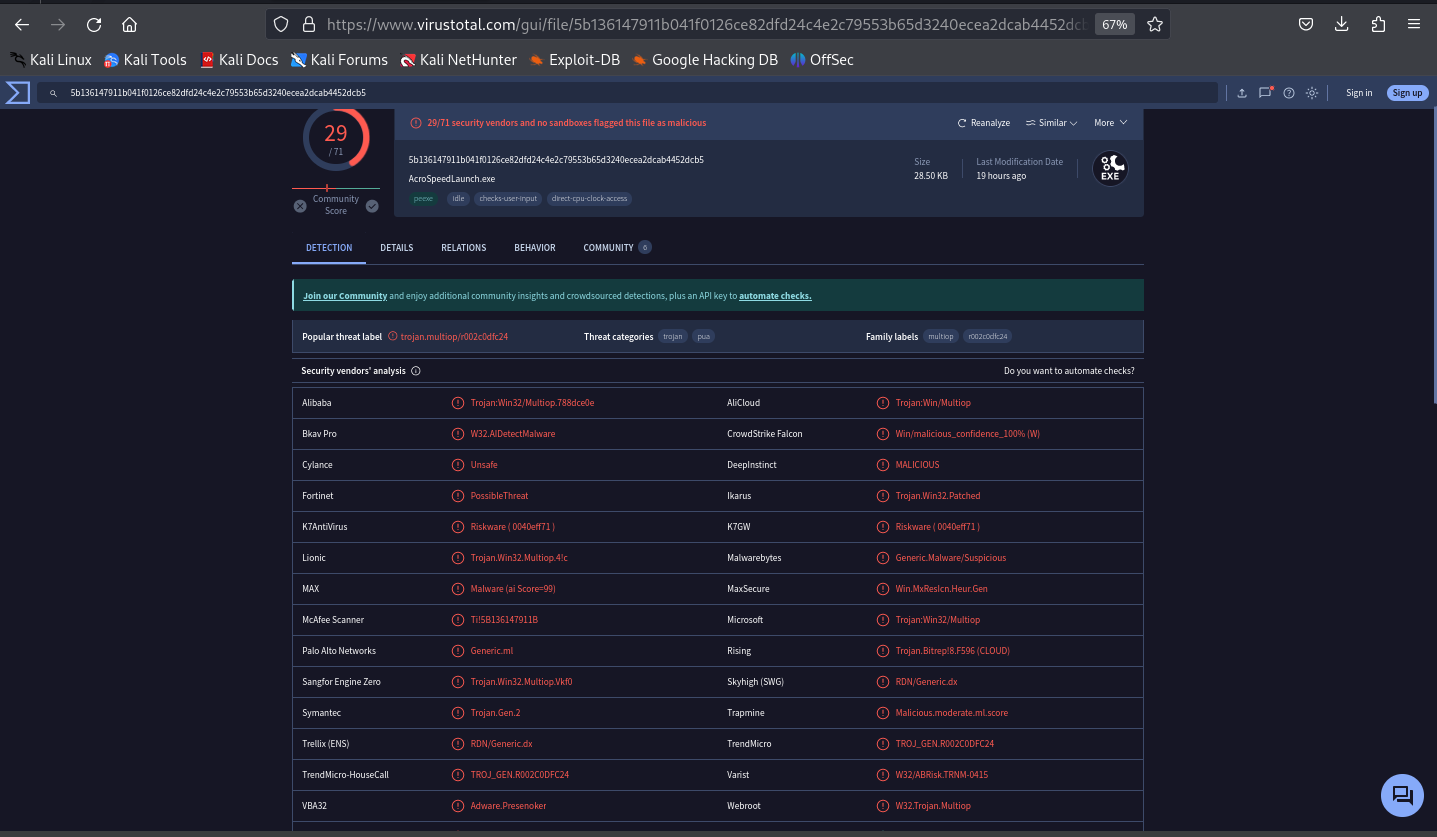 https://www.virustotal.com/gui/file/5b136147911b041f0126ce82dfd24c4e2c79553b65d3240ecea2dcab4452dcb 67%
Kali Linux Kali Tools Kali Docs Kali Forums Kali NetHunter Exploit-DB Google Hacking DB OffSec
5b136147911b041f0126ce82dfd24c4e2c79553b65d3240ecea2dcab4452dcb5 Sign in Sign up
29
/ 71
Community
Score
29/71 security vendors and no sandboxes flagged this file as malicious Reanalyze Similar More
5b136147911b041f0126ce82dfd24c4e2c79553b65d3240ecea2dcab4452dcb5
AcroSpeedLaunch.exe
Size
28.50 KB
Last Modification Date
19 hours ago
EXE
peexe idle checks-user-input direct-cpu-clock-access
DETECTION DETAILS RELATIONS BEHAVIOR COMMUNITY 6
Join our Community and enjoy additional community insights and crowdsourced detections, plus an API key to automate checks.
Popular threat label trojan.multiop/r002c0dfc24 Threat categories trojan pua Family labels multiop r002c0dfc24
Security vendors' analysis Do you want to automate checks?
Alibaba Trojan:Win32/Multiop.788dce0e AliCloud Trojan:Win/Multiop
Bkav Pro W32.AIDetectMalware CrowdStrike Falcon Win/malicious_confidence_100% (W)
Cylance Unsafe DeepInstinct MALICIOUS
Fortinet PossibleThreat Ikarus Trojan.Win32.Patched
K7AntiVirus Riskware ( 0040eff71 ) K7GW Riskware ( 0040eff71 )
Lionic Trojan.Win32.Multiop.4!c Malwarebytes Generic.Malware/Suspicious
MAX Malware (ai Score=99) MaxSecure Win.MxResIcn.Heur.Gen
McAfee Scanner Ti!5B136147911B Microsoft Trojan:Win32/Multiop
Palo Alto Networks Generic.ml Rising Trojan.Bitrep!8.F596 (CLOUD)
Sangfor Engine Zero Trojan.Win32.Multiop.Vkf0 Skyhigh (SWG) RDN/Generic.dx
Symantec Trojan.Gen.2 Trapmine Malicious.moderate.ml.score
Trellix (ENS) RDN/Generic.dx TrendMicro TROJ_GEN.R002C0DFC24
TrendMicro-HouseCall TROJ_GEN.R002C0DFC24 Varist W32/ABRisk.TRNM-0415
VBA32 Adware.Presenoker Webroot W32.Trojan.Multiop